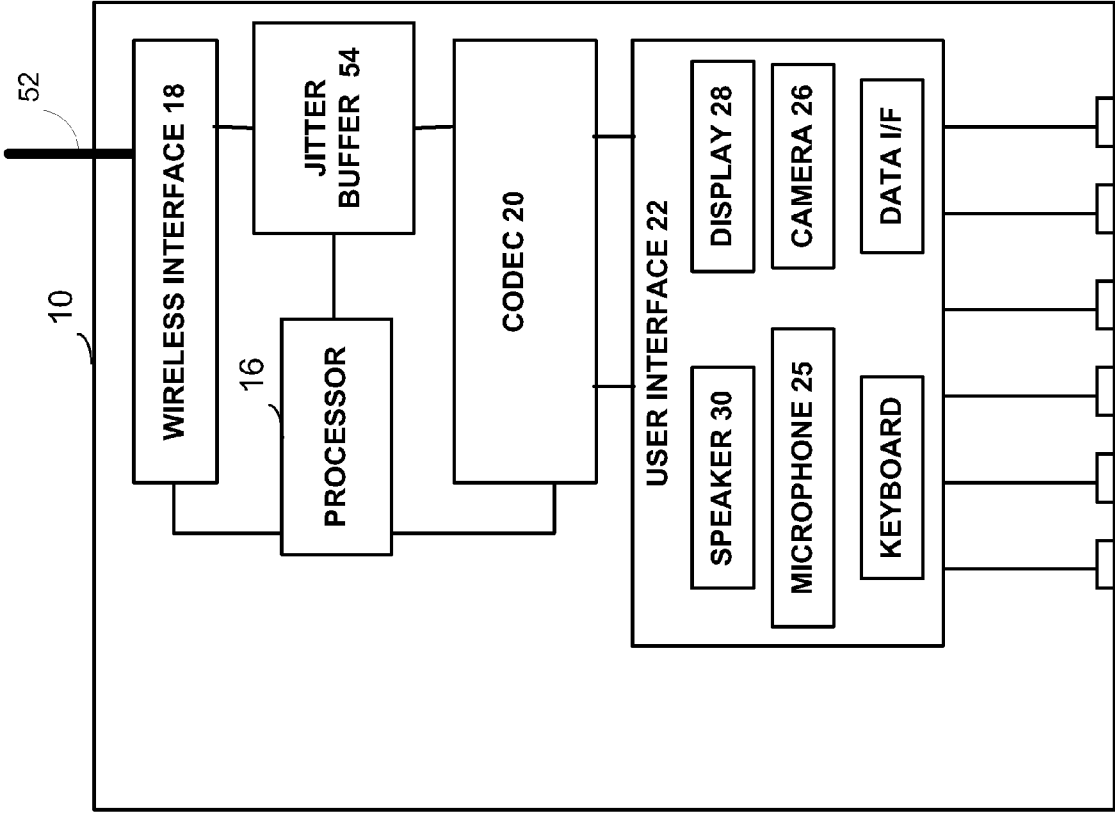 52
10
WIRELESS INTERFACE 18
JITTER
BUFFER 54
16
PROCESSOR
CODEC 20
USER INTERFACE 22
SPEAKER 30
DISPLAY 28
MICROPHONE 25
CAMERA 26
KEYBOARD
DATA I/F